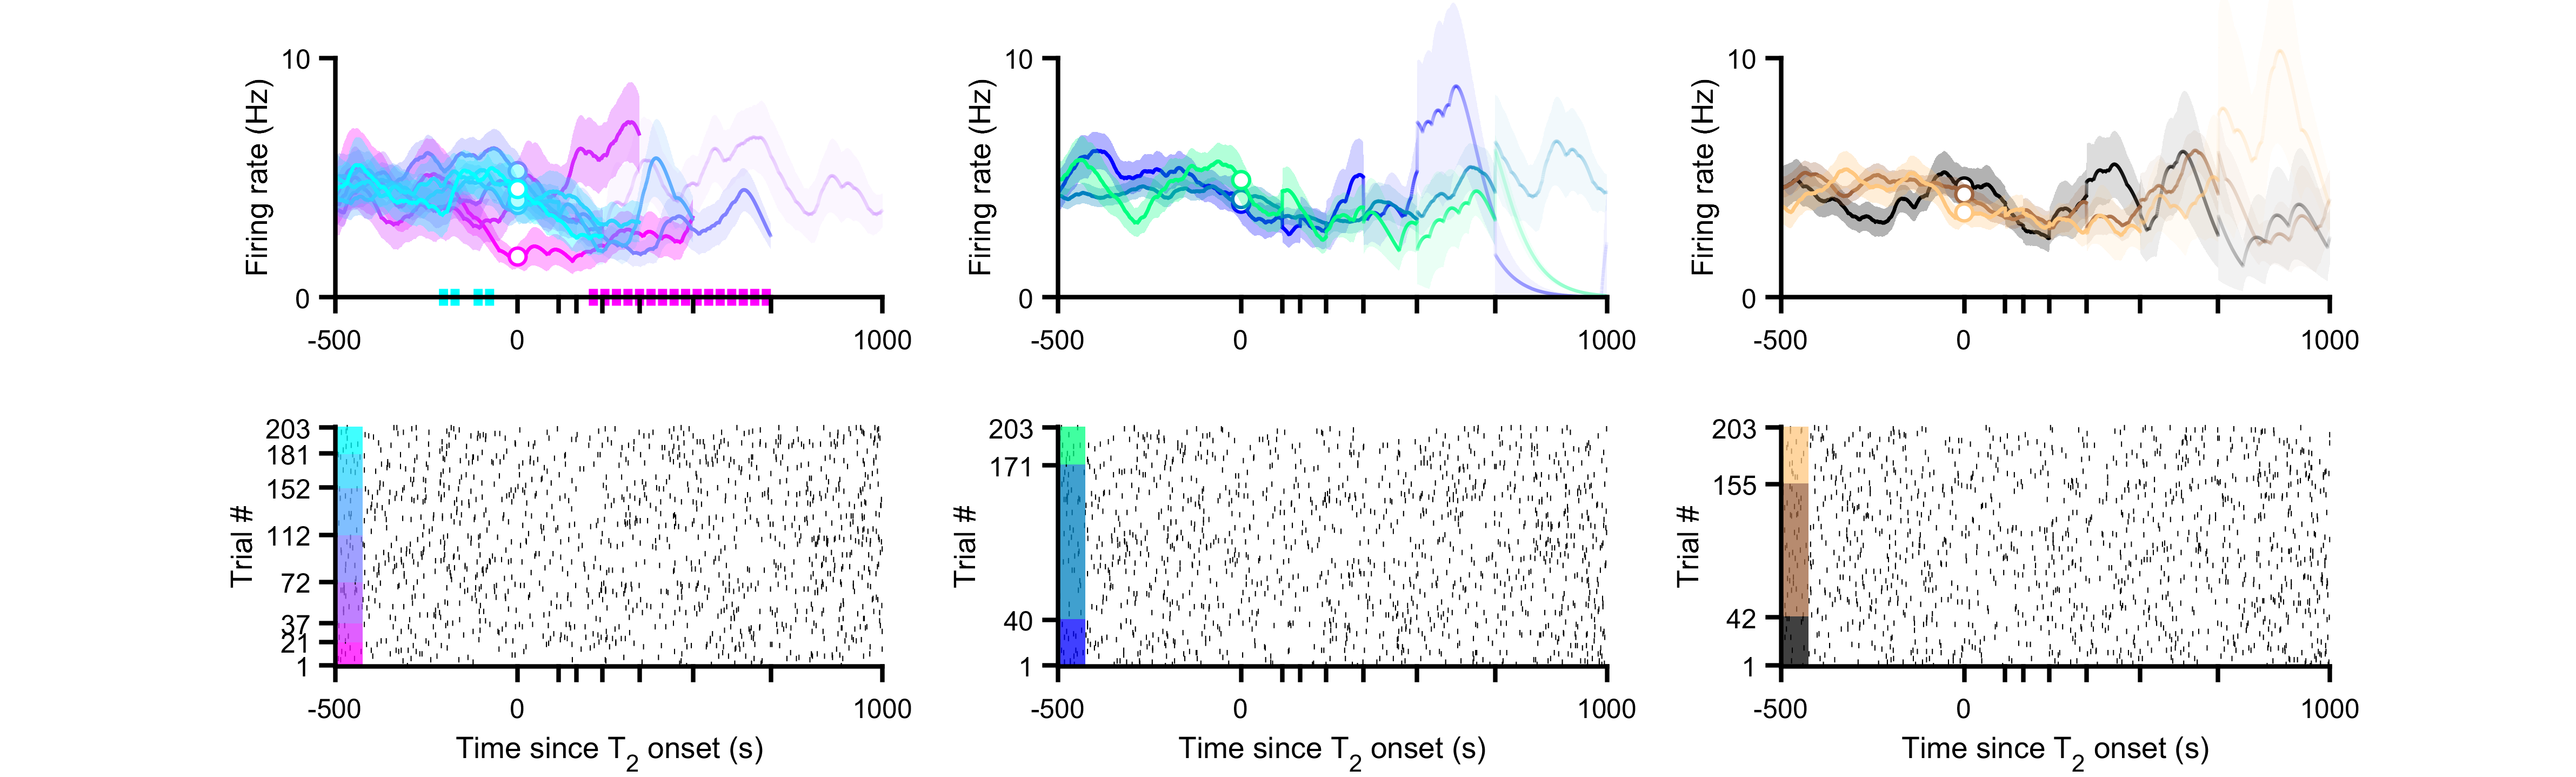 10
0
Firing rate (Hz)
-500 0 1000
10
0
Firing rate (Hz)
-500 0 1000
10
0
Firing rate (Hz)
-500 0 1000
203
181
152
112
72
37
21
1
Trial #
-500 0 1000
Time since T2 onset (s)
203
171
40
1
Trial #
-500 0 1000
Time since T2 onset (s)
203
155
42
1
Trial #
-500 0 1000
Time since T2 onset (s)